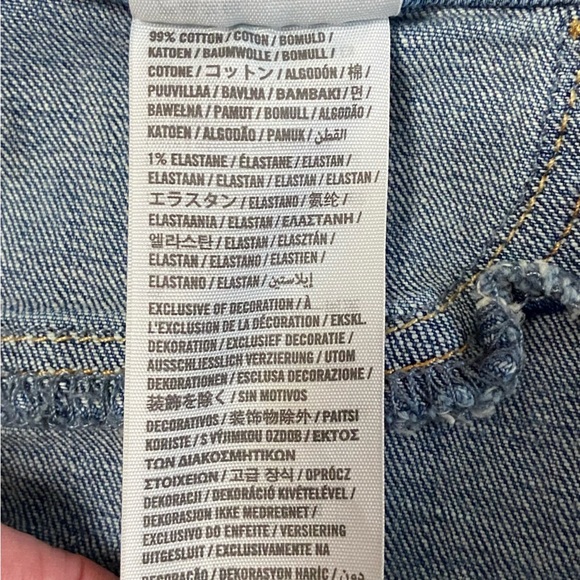 99% COTTON / COTON / BOMULD /
KATOEN / BAUMWOLLE / BOMULL /
COTONE / コットン / ALGODÓN / 棉 /
PUUVILLAA / BAVLNA / ΒΑΜΒΑΚΙ / 면 /
BAWEŁNA / PAMUT / BOMULL / ALGODÃO /
KATOEN / ALGODÃO / PAMUK / القطن
1% ELASTANE / ÉLASTANE / ELASTAN /
ELASTAAN / ELASTAN / ELASTAN / ELASTAN
エラスタン / ELASTANO / 氨纶 /
ELASTAANIA / ELASTAN / ΕΛΑΣΤΑΝΗ /
엘라스탄 / ELASTAN / ELASZTÁN /
ELASTAN / ELASTANO / ELASTIEN /
ELASTANO / ELASTAN / إيلاستين
EXCLUSIVE OF DECORATION / À
L'EXCLUSION DE LA DÉCORATION / EKSKL.
DEKORATION / EXCLUSIEF DECORATIE /
AUSSCHLIESSLICH VERZIERUNG / UTOM
DEKORATIONEN / ESCLUSA DECORAZIONE /
装飾を除く / SIN MOTIVOS
DECORATIVOS / 装饰物除外 / PAITSI
KORISTE / S VÝJIMKOU OZDOB / ΕΚΤΟΣ
ΤΩΝ ΔΙΑΚΟΣΜΗΤΙΚΩΝ
ΣΤΟΙΧΕΙΩΝ / 고급 장식 / OPRÓCZ
DEKORACJI / DEKORÁCIÓ KIVÉTELÉVEL /
DEKORASJON IKKE MEDREGNET /
EXCLUSIVO DO ENFEITE / VERSIERING
UITGESLUIT / EXCLUSIVAMENTE NA
DECORAÇÃO / DEKORASYON HARİÇ / دون